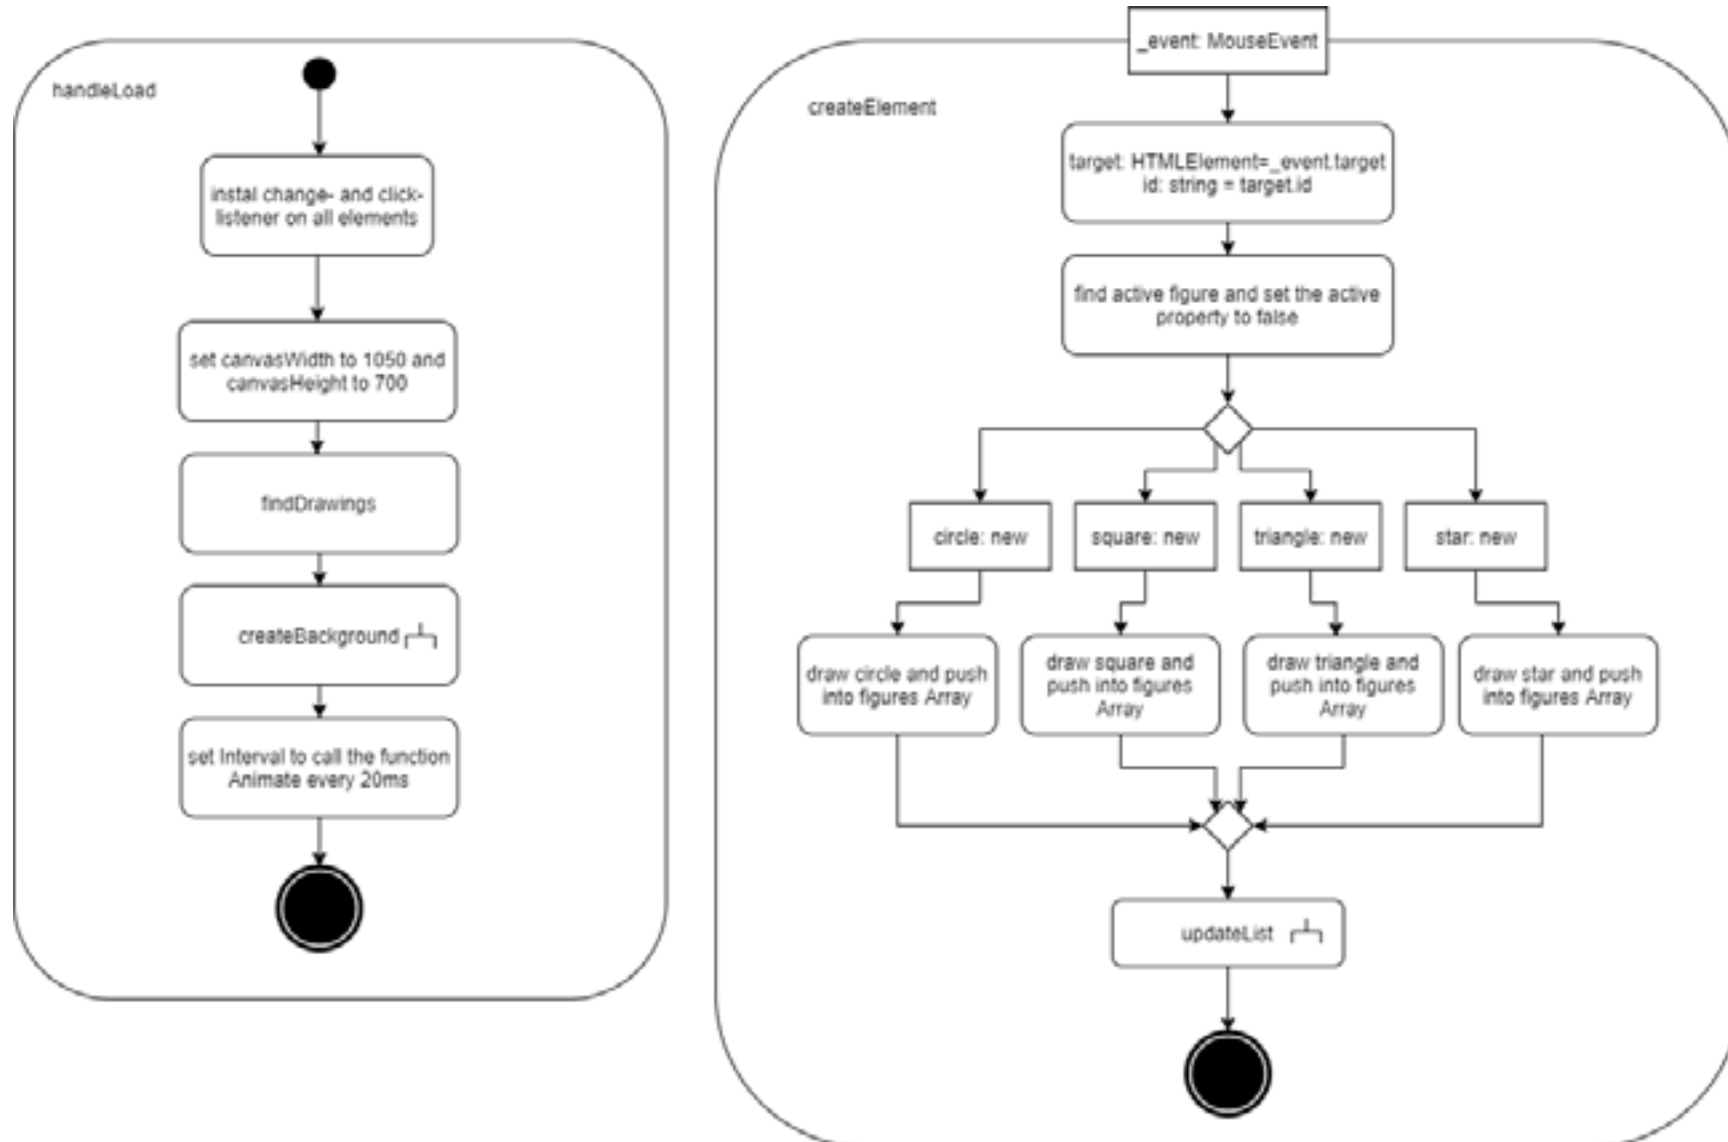 handleLoad
instal change- and click-
listener on all elements
set canvasWidth to 1050 and
canvasHeight to 700
findDrawings
createBackground
set Interval to call the function
Animate every 20ms
_event: MouseEvent
createElement
target: HTMLElement=_event.target
id: string = target.id
find active figure and set the active
property to false
circle: new
square: new
triangle: new
star: new
draw circle and push
into figures Array
draw square and
push into figures
Array
draw triangle and
push into figures
Array
draw star and push
into figures Array
updateList